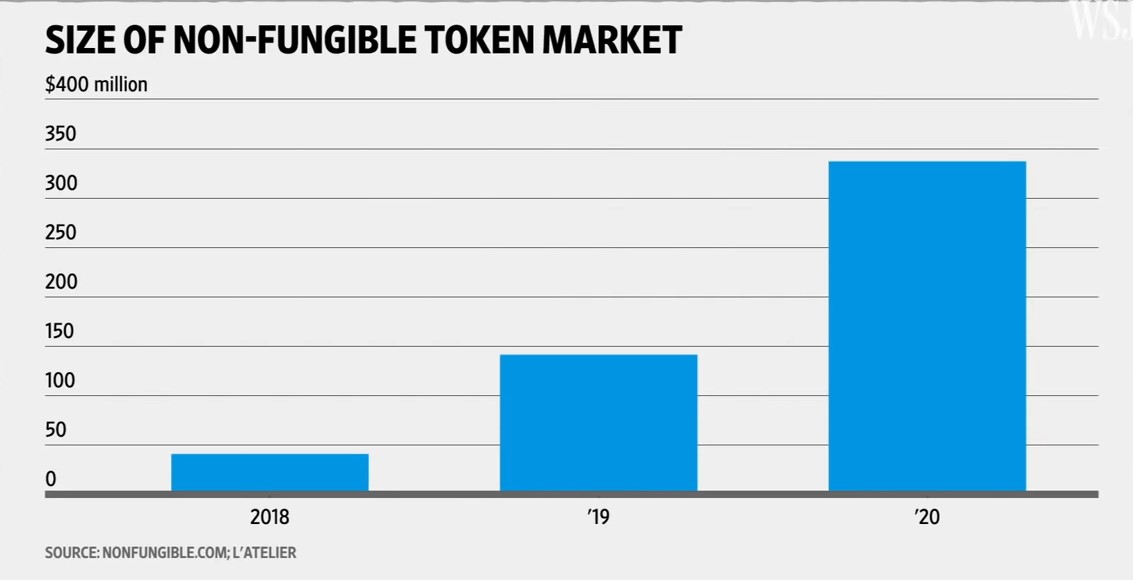 WSJ
SIZE OF NON-FUNGIBLE TOKEN MARKET
$400 million
350
300
250
200
150
100
50
0
2018
'19
'20
SOURCE: NONFUNGIBLE.COM; L'ATELIER